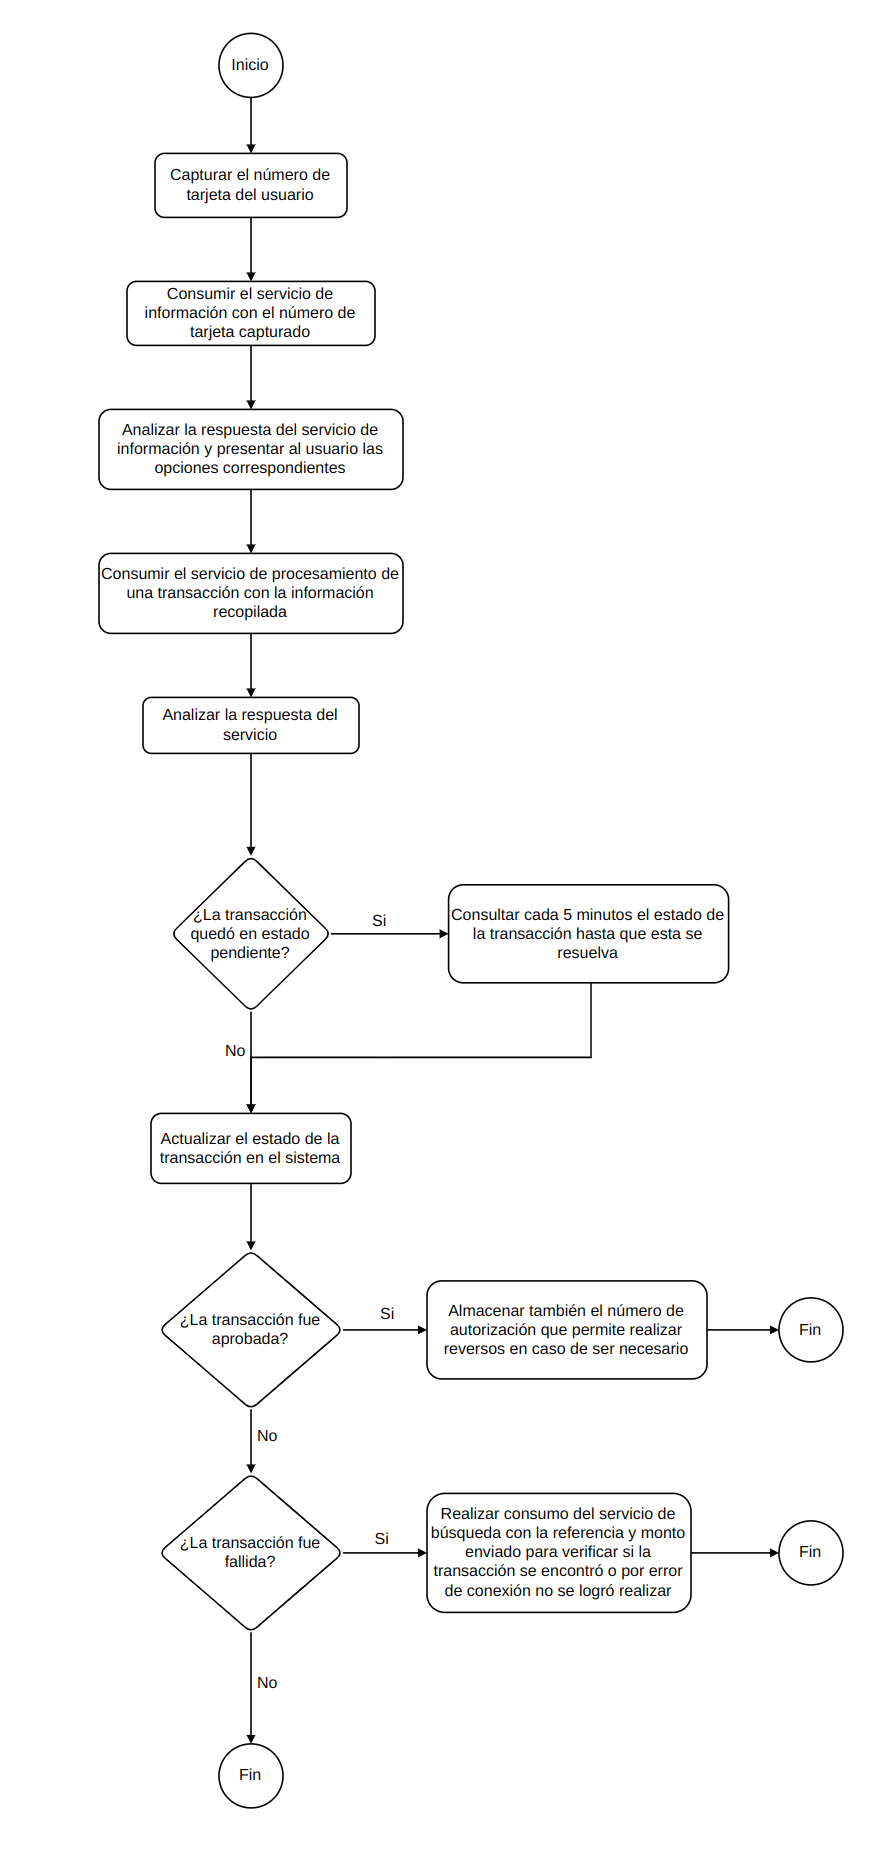 Inicio
Capturar el número de
tarjeta del usuario
Consumir el servicio de
información con el número de
tarjeta capturado
Analizar la respuesta del servicio de
información y presentar al usuario las
opciones correspondientes
Consumir el servicio de procesamiento de
una transacción con la información
recopilada
Analizar la respuesta del
servicio
¿La transacción
quedó en estado
pendiente?
Si
Consultar cada 5 minutos el estado de
la transacción hasta que esta se
resuelva
No
Actualizar el estado de la
transacción en el sistema
¿La transacción fue
aprobada?
Si
Almacenar también el número de
autorización que permite realizar
reversos en caso de ser necesario
Fin
No
¿La transacción fue
fallida?
Si
Realizar consumo del servicio de
búsqueda con la referencia y monto
enviado para verificar si la
transacción se encontró o por error
de conexión no se logró realizar
Fin
No
Fin